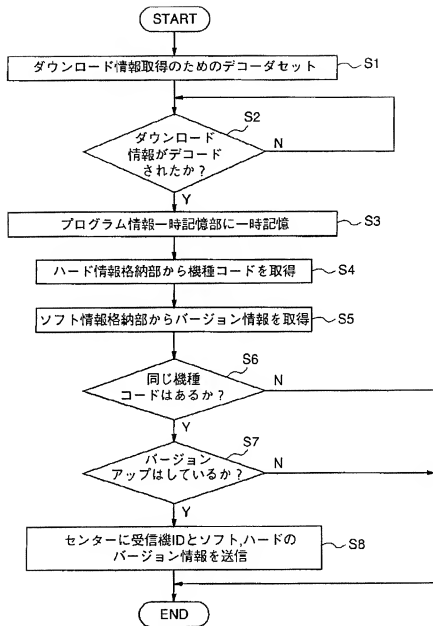 START
ダウンロード情報取得のためのデコーダセット
S1
S2
ダウンロード
情報がデコード
されたか?
N
Y
プログラム情報一時記憶部に一時記憶
S3
ハード情報格納部から機種コードを取得
S4
ソフト情報格納部からバージョン情報を取得
S5
S6
同じ機種
コードはあるか?
N
Y
S7
バージョン
アップはしているか?
N
Y
センターに受信機IDとソフト,ハードの
バージョン情報を送信
S8
END